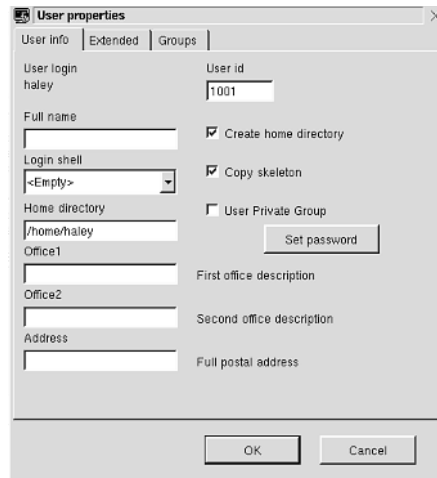 User properties
User info Extended Groups
User login User id
haley 1001
Full name
Create home directory
Login shell
Copy skeleton
<Empty>
Home directory User Private Group
/home/haley Set password
Office1
First office description
Office2
Second office description
Address
Full postal address
OK Cancel